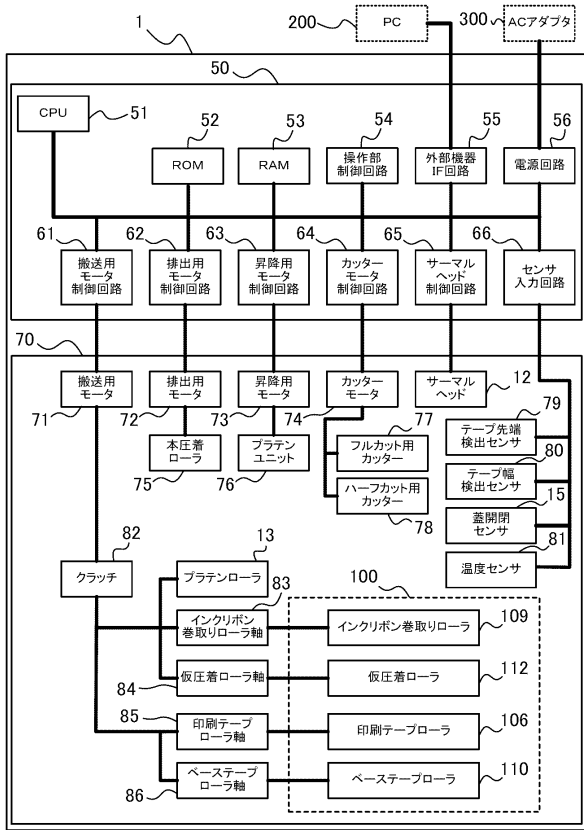 200
PC
300
ACアダプタ
1
50
CPU
51
52
ROM
53
RAM
54
操作部
制御回路
55
外部機器
IF回路
56
電源回路
61
搬送用
モータ
制御回路
62
排出用
モータ
制御回路
63
昇降用
モータ
制御回路
64
カッター
モータ
制御回路
65
サーマル
ヘッド
制御回路
66
センサ
入力回路
70
搬送用
モータ
71
排出用
モータ
72
昇降用
モータ
73
カッター
モータ
74
サーマル
ヘッド
12
本圧着
ローラ
75
プラテン
ユニット
76
77
フルカット用
カッター
ハーフカット用
カッター
78
79
テープ先端
検出センサ
80
テープ幅
検出センサ
15
蓋開閉
センサ
81
温度センサ
82
クラッチ
13
プラテンローラ
83
インクリボン
巻取りローラ軸
84
仮圧着ローラ軸
85
印刷テープ
ローラ軸
86
ベーステープ
ローラ軸
100
インクリボン巻取りローラ
109
仮圧着ローラ
112
印刷テープローラ
106
ベーステープローラ
110